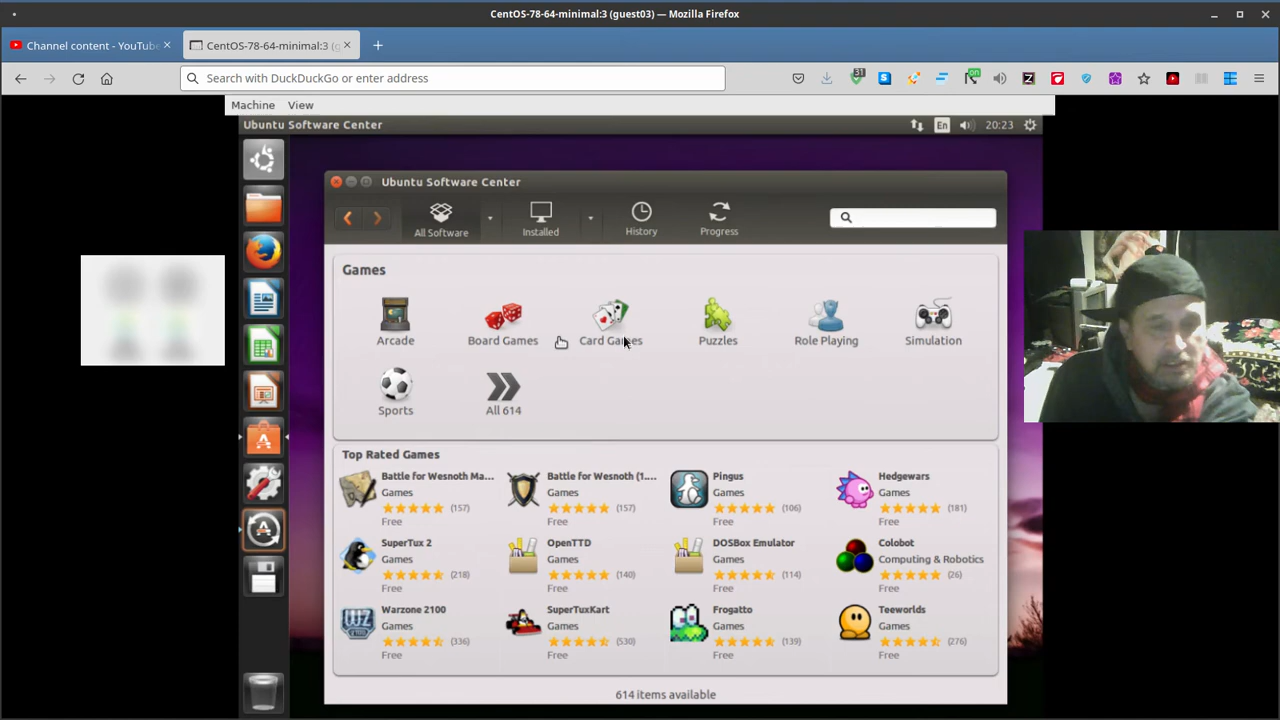 CentOS-78-64-minimal:3 (guest03) — Mozilla Firefox
Channel content - YouTube
CentOS-78-64-minimal:3 (g
Search with DuckDuckGo or enter address
31
on
Machine View
Ubuntu Software Center
En
20:23
Ubuntu Software Center
All Software
Installed
History
Progress
Games
Arcade
Board Games
Card Games
Puzzles
Role Playing
Simulation
Sports
All 614
Top Rated Games
Battle for Wesnoth Ma...
Games
(157)
Free
Battle for Wesnoth (1....
Games
(157)
Free
Pingus
Games
(106)
Free
Hedgewars
Games
(181)
Free
SuperTux 2
Games
(218)
Free
OpenTTD
Games
(140)
Free
DOSBox Emulator
Games
(114)
Free
Colobot
Computing & Robotics
(26)
Free
Warzone 2100
Games
(336)
Free
SuperTuxKart
Games
(530)
Free
Frogatto
Games
(139)
Free
Teeworlds
Games
(276)
Free
614 items available